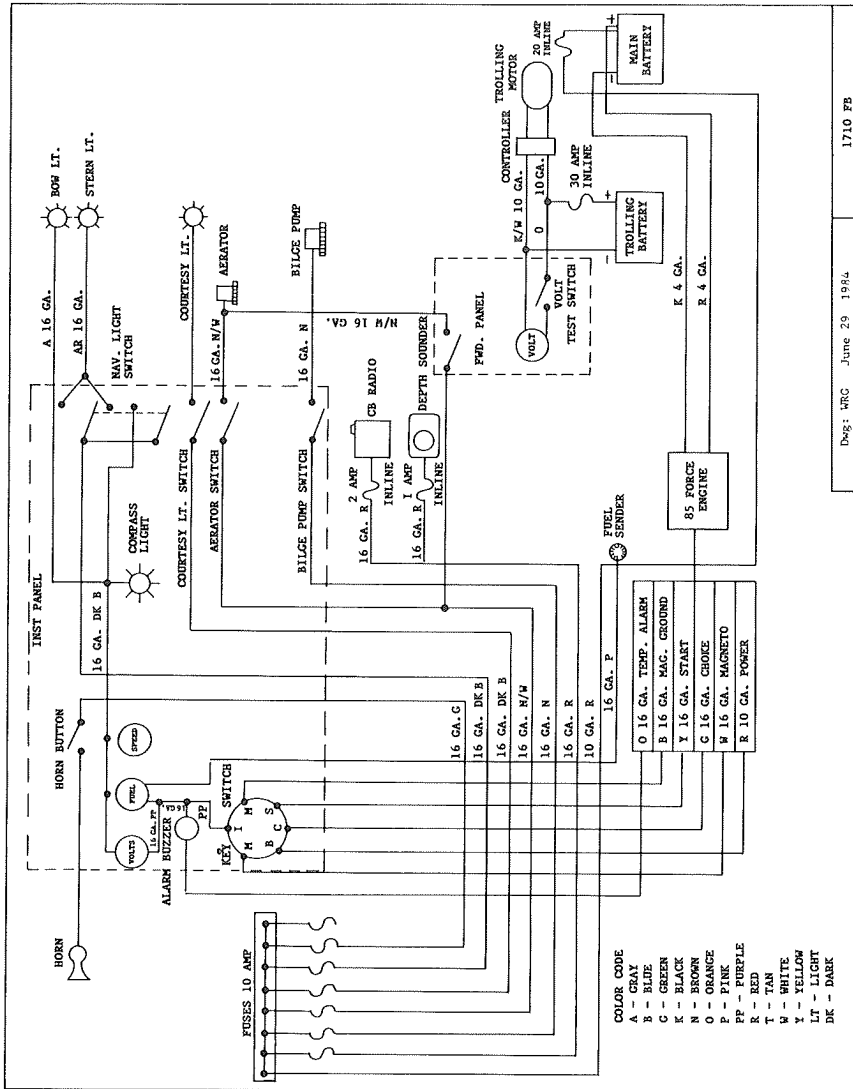 BOW LT.
STERN LT.
A 16 GA.
AR 16 GA.
NAV. LIGHT
SWITCH
COURTESY LT.
AERATOR
16 GA.N/W
BILGE PUMP
16 GA. N
N/W 16 GA.
INST PANEL
16 GA. DK B
COMPASS
LIGHT
COURTESY LT. SWITCH
AERATOR SWITCH
BILGE PUMP SWITCH
HORN
HORN BUTTON
VOLTS
FUEL
SPEED
16 GA.PP
16 GA.
PP
ALARM BUZZER
KEY
SWITCH
M
I
M
B
C
S
FUSES 10 AMP
16 GA. G
16 GA. DK B
16 GA. DK B
16 GA. N/W
16 GA. N
16 GA. R
10 GA. R
16 GA. P
FUEL
SENDER
2 AMP
INLINE
16 GA. R
CB RADIO
1 AMP
INLINE
16 GA. R
DEPTH SOUNDER
FWD. PANEL
VOLT
VOLT
TEST SWITCH
CONTROLLER
TROLLING
MOTOR
K/W 10 GA.
O 10 GA.
30 AMP
INLINE
20 AMP
INLINE
- +
TROLLING
BATTERY
- +
MAIN
BATTERY
K 4 GA.
R 4 GA.
85 FORCE
ENGINE
O 16 GA. TEMP. ALARM
B 16 GA. MAG. GROUND
Y 16 GA. START
G 16 GA. CHOKE
W 16 GA. MAGNETO
R 10 GA. POWER
COLOR CODE
A - GRAY
B - BLUE
G - GREEN
K - BLACK
N - BROWN
O - ORANGE
P - PINK
PP - PURPLE
R - RED
T - TAN
W - WHITE
Y - YELLOW
LT - LIGHT
DK - DARK
Dwg: WRG June 29 1984
1710 FB